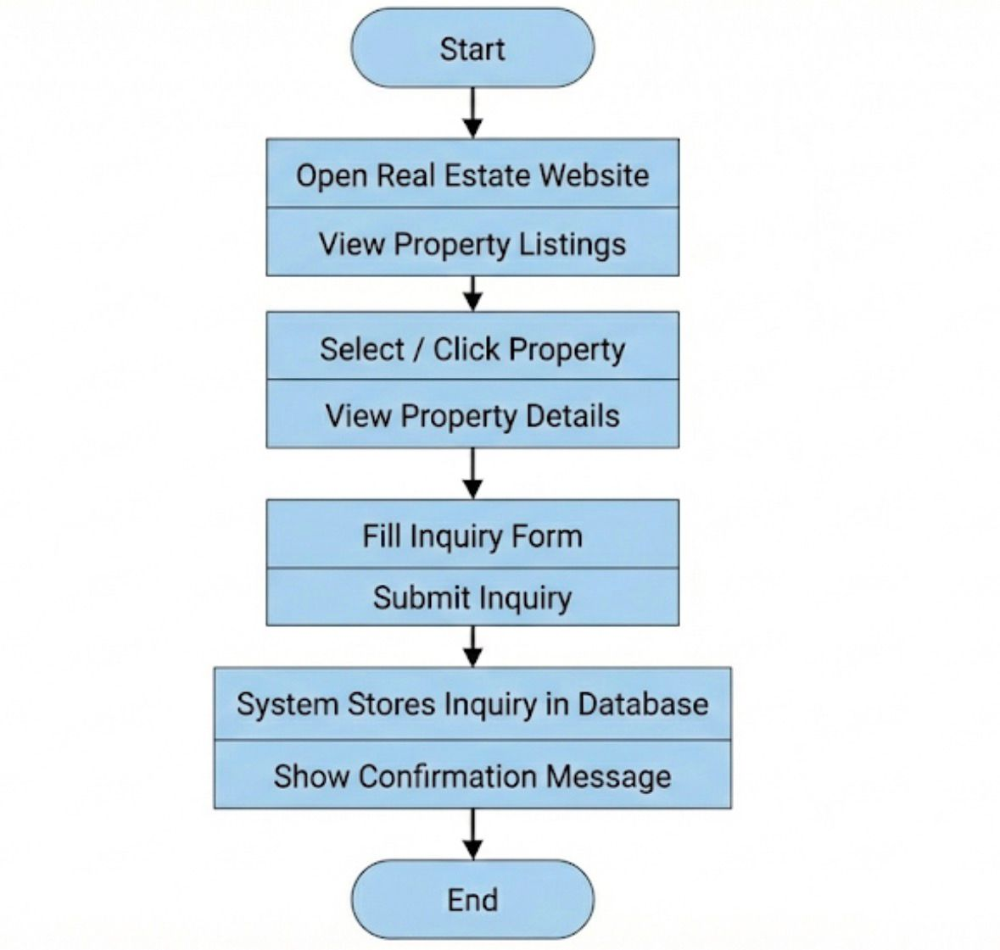 Start
Open Real Estate Website
View Property Listings
Select / Click Property
View Property Details
Fill Inquiry Form
Submit Inquiry
System Stores Inquiry in Database
Show Confirmation Message
End